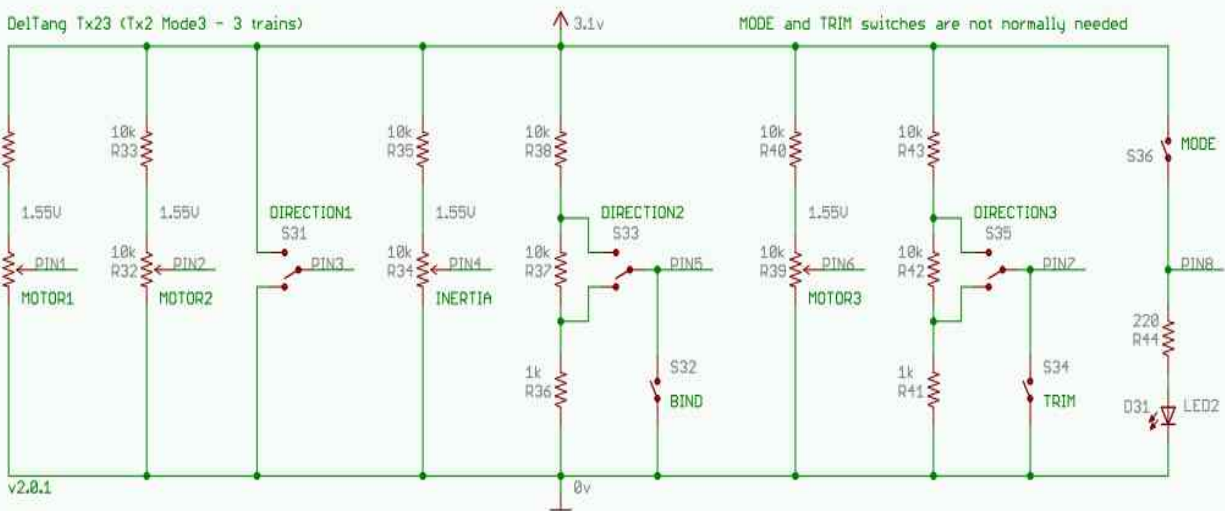 DelTang Tx23 (Tx2 Mode3 - 3 trains)
3.1v
MODE and TRIM switches are not normally needed
10k
R33
10k
R35
10k
R38
10k
R40
10k
R43
S36
MODE
1.55V
1.55V
DIRECTION1
S31
1.55V
DIRECTION2
S33
1.55V
DIRECTION3
S35
PIN1
10k
R32
PIN2
PIN3
10k
R34
PIN4
10k
R37
PIN5
10k
R39
PIN6
10k
R42
PIN7
PIN8
MOTOR1
MOTOR2
INERTIA
MOTOR3
220
R44
1k
R36
S32
BIND
1k
R41
S34
TRIM
D31
LED2
v2.0.1
0v